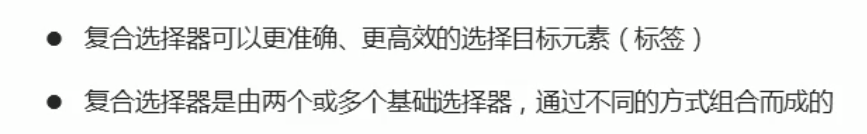 ● 复合选择器可以更准确、更高效的选择目标元素（标签）
● 复合选择器是由两个或多个基础选择器，通过不同的方式组合而成的